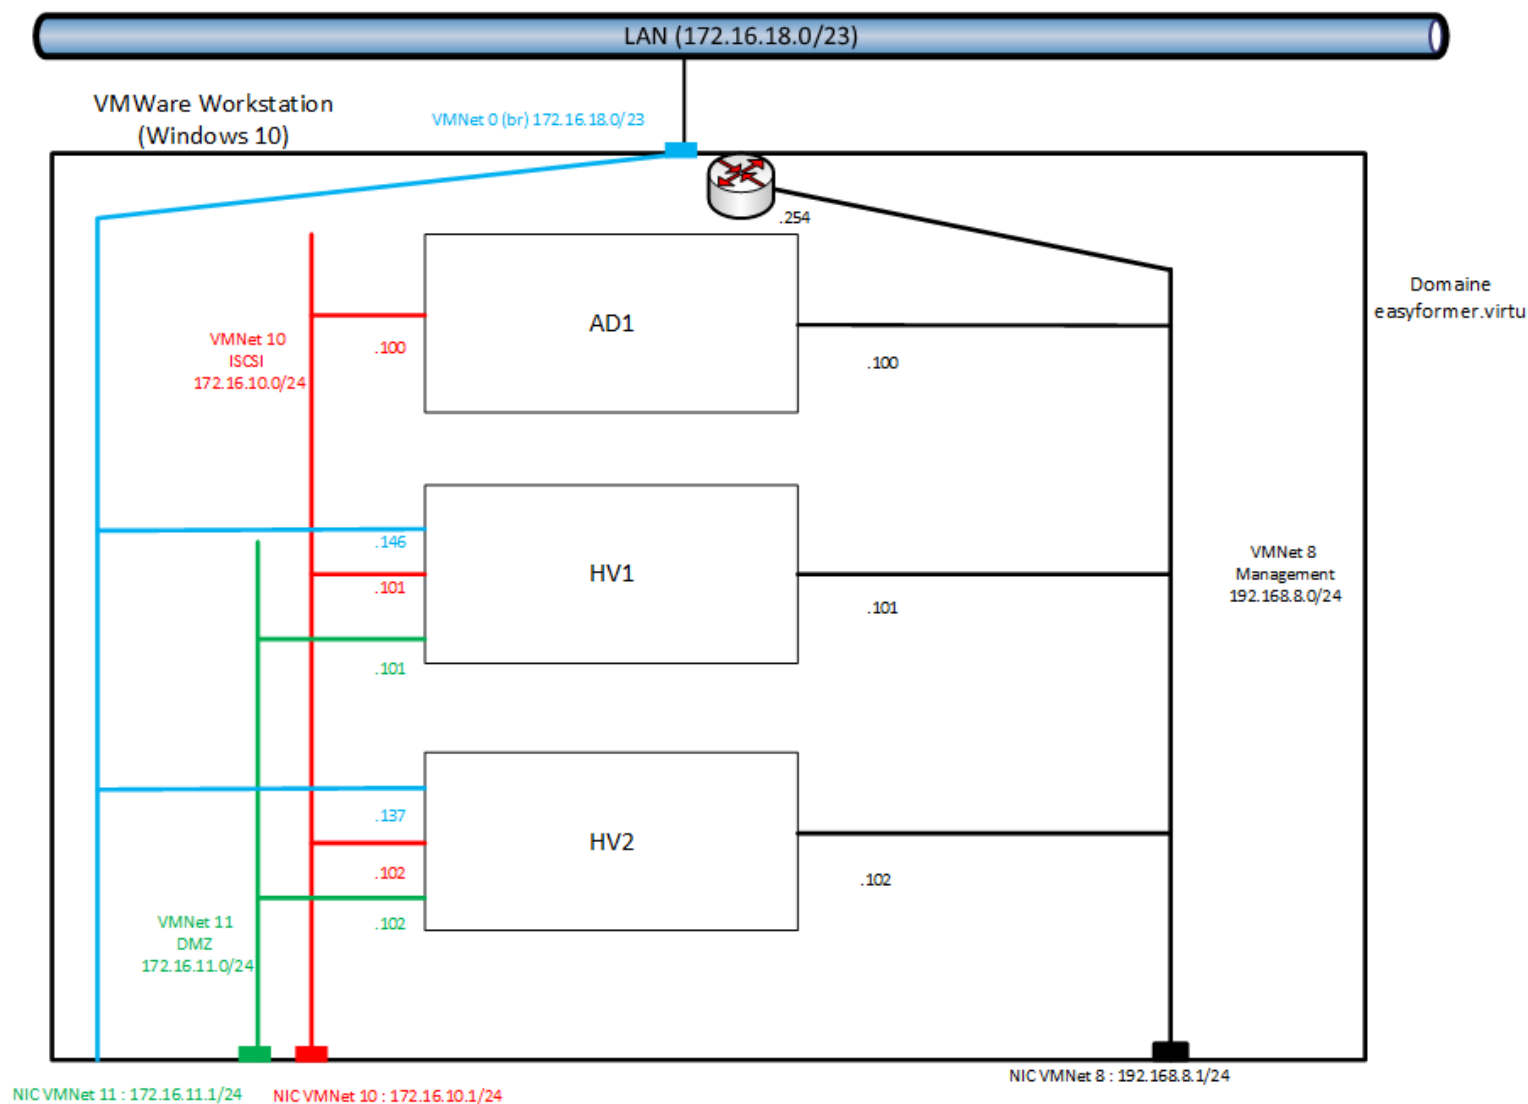 LAN (172.16.18.0/23)
VMWare Workstation
(Windows 10)
VMNet 0 (br) 172.16.18.0/23
.254
Domaine
easyformer.virtu
AD1
VMNet 10
ISCSI
172.16.10.0/24
.100
.100
.146
HV1
.101
.101
.101
VMNet 8
Management
192.168.8.0/24
.137
HV2
.102
.102
.102
VMNet 11
DMZ
172.16.11.0/24
NIC VMNet 11 : 172.16.11.1/24
NIC VMNet 10 : 172.16.10.1/24
NIC VMNet 8 : 192.168.8.1/24